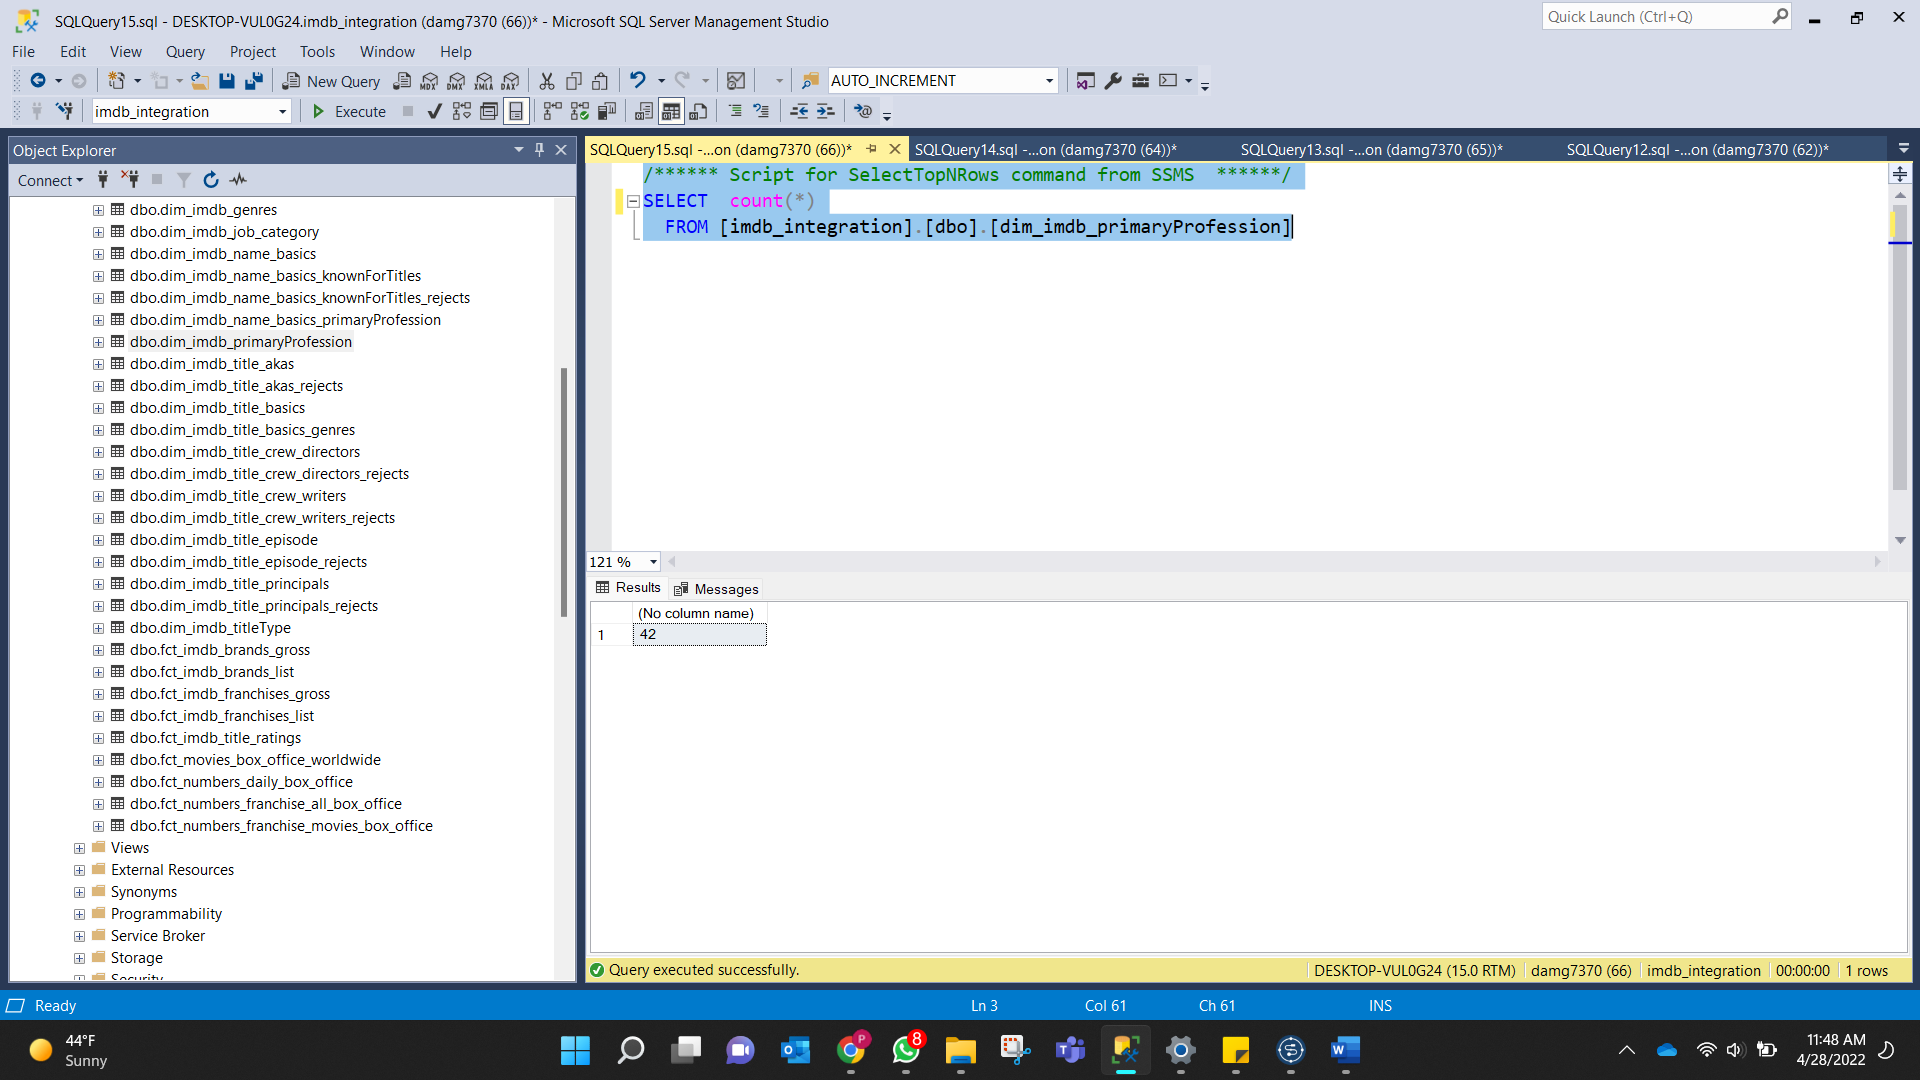 SQLQuery15.sql - DESKTOP-VUL0G24.imdb_integration (damg7370 (66))* - Microsoft SQL Server Management Studio
Quick Launch (Ctrl+Q)
File Edit View Query Project Tools Window Help
New Query
MDX DMX XMLA DAX
AUTO_INCREMENT
imdb_integration
Execute
Object Explorer
Connect
dbo.dim_imdb_genres
dbo.dim_imdb_job_category
dbo.dim_imdb_name_basics
dbo.dim_imdb_name_basics_knownForTitles
dbo.dim_imdb_name_basics_knownForTitles_rejects
dbo.dim_imdb_name_basics_primaryProfession
dbo.dim_imdb_primaryProfession
dbo.dim_imdb_title_akas
dbo.dim_imdb_title_akas_rejects
dbo.dim_imdb_title_basics
dbo.dim_imdb_title_basics_genres
dbo.dim_imdb_title_crew_directors
dbo.dim_imdb_title_crew_directors_rejects
dbo.dim_imdb_title_crew_writers
dbo.dim_imdb_title_crew_writers_rejects
dbo.dim_imdb_title_episode
dbo.dim_imdb_title_episode_rejects
dbo.dim_imdb_title_principals
dbo.dim_imdb_title_principals_rejects
dbo.dim_imdb_titleType
dbo.fct_imdb_brands_gross
dbo.fct_imdb_brands_list
dbo.fct_imdb_franchises_gross
dbo.fct_imdb_franchises_list
dbo.fct_imdb_title_ratings
dbo.fct_movies_box_office_worldwide
dbo.fct_numbers_daily_box_office
dbo.fct_numbers_franchise_all_box_office
dbo.fct_numbers_franchise_movies_box_office
Views
External Resources
Synonyms
Programmability
Service Broker
Storage
Security
SQLQuery15.sql -...on (damg7370 (66))* SQLQuery14.sql -...on (damg7370 (64))* SQLQuery13.sql -...on (damg7370 (65))* SQLQuery12.sql -...on (damg7370 (62))*
/****** Script for SelectTopNRows command from SSMS ******/
SELECT count(*)
FROM [imdb_integration].[dbo].[dim_imdb_primaryProfession]
121 %
Results Messages
(No column name)
1 42
Query executed successfully.
DESKTOP-VUL0G24 (15.0 RTM) damg7370 (66) imdb_integration 00:00:00 1 rows
Ready Ln 3 Col 61 Ch 61 INS
44°F
Sunny
P
8
11:48 AM
4/28/2022